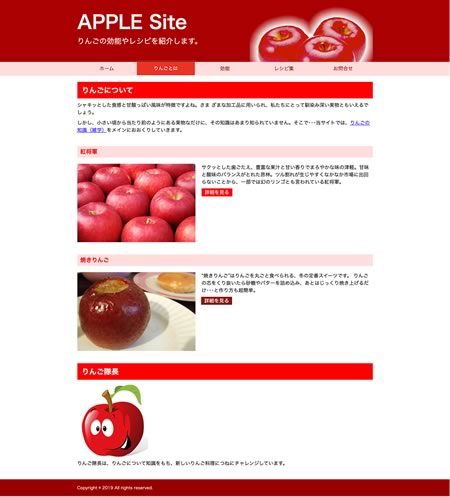 APPLE Site
りんごの効能やレシピを紹介します。
ホーム りんごとは 効能 レシピ集 お問合せ
りんごについて
シャキッとした食感と甘酸っぱい風味が特徴ですよね。さま ざまな加工品に用いられ、私たちにとって馴染み深い果物ともいえるで
しょう。
しかし、小さい頃から当たり前のようにある果物なだけに、その知識はあまり知られていません。そこで･･･当サイトでは、りんごの
知識（雑学）をメインにおおくりしていきます。
紅将軍
サクッとした歯ごたえ、豊富な果汁と甘い香りでまろやかな味の津軽。甘味
と酸味のバランスがとれた昂林。ツル割れが生じやすくなかなか市場に出回
らないことから、一部では幻のリンゴとも言われている紅将軍。
詳細を見る
焼きりんご
"焼きりんご"はりんごを丸ごと食べられる、冬の定番スイーツです。 りんご
の芯をくり抜いたら砂糖やバターを詰め込み、あとはじっくり焼き上げるだ
け･･･と作り方も超簡単。
詳細を見る
りんご隊長
りんご隊長は、りんごについて知識をもち、新しいりんご料理につねにチャレンジしています。
Copyright © 2019 All rights reserved.